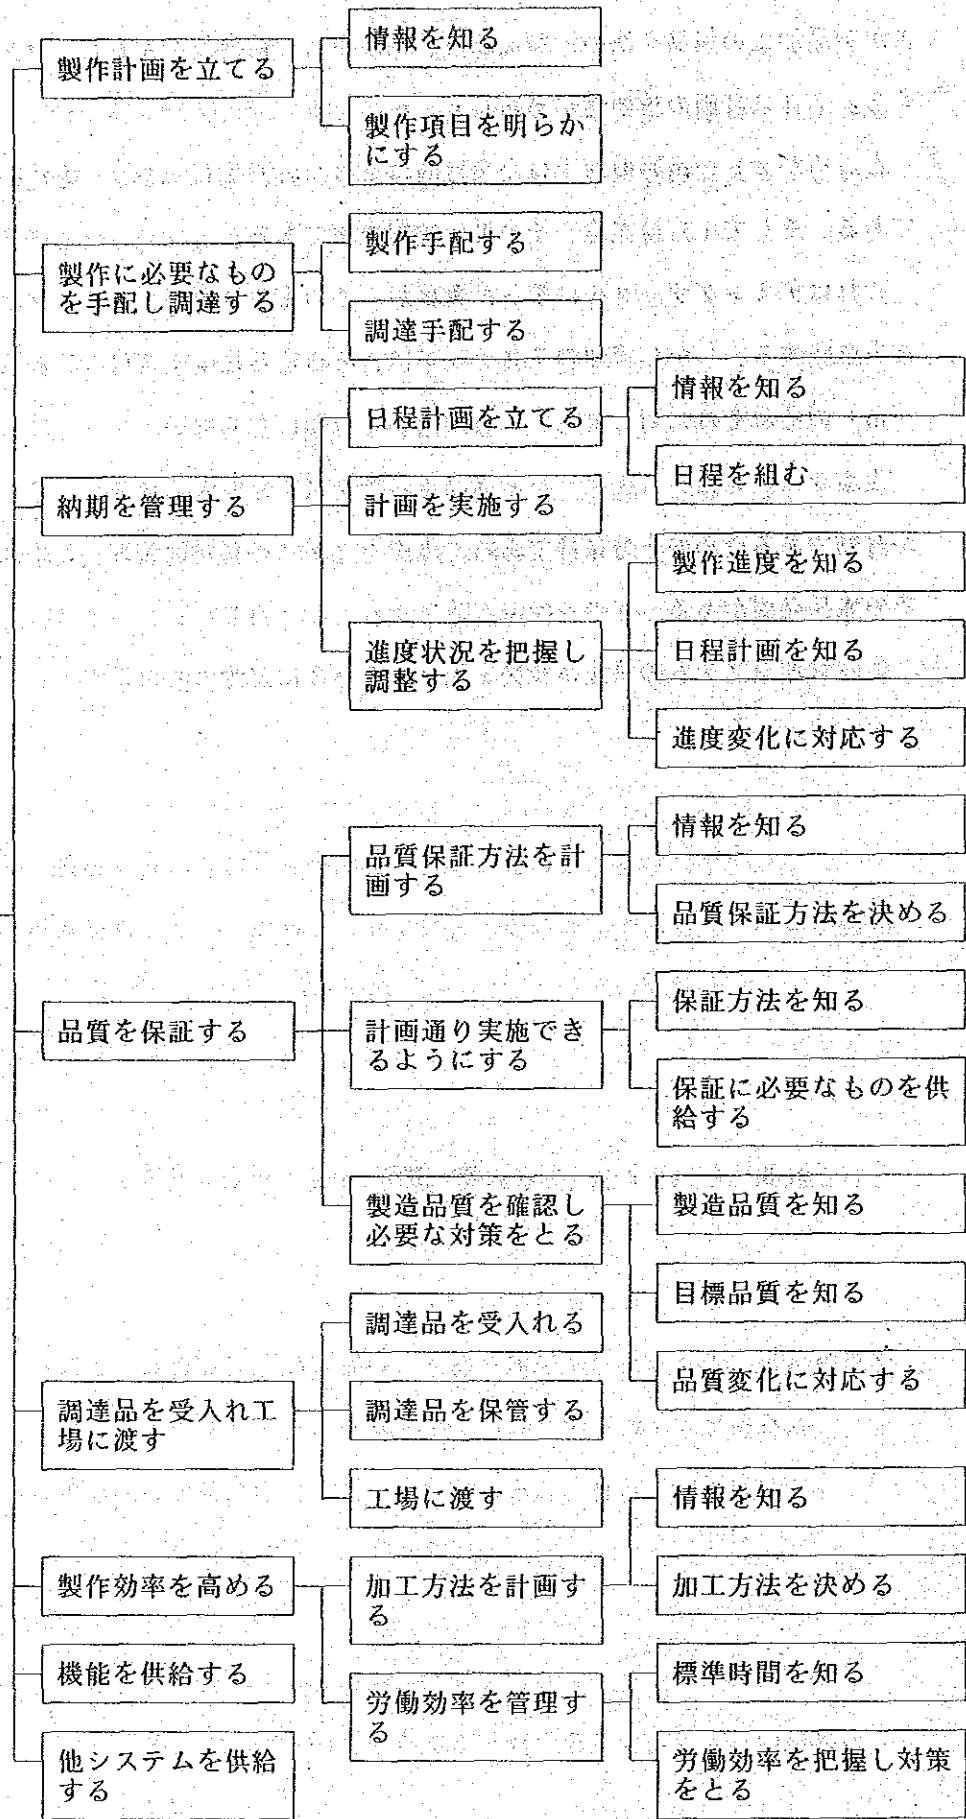 製作計画を立てる
情報を知る
製作項目を明らか
にする
製作に必要なもの
を手配し調達する
製作手配する
調達手配する
納期を管理する
日程計画を立てる
情報を知る
日程を組む
計画を実施する
進度状況を把握し
調整する
製作進度を知る
日程計画を知る
進度変化に対応する
品質を保証する
品質保証方法を計
画する
情報を知る
品質保証方法を決める
計画通り実施でき
るようにする
保証方法を知る
保証に必要なものを供
給する
製造品質を確認し
必要な対策をとる
製造品質を知る
目標品質を知る
品質変化に対応する
調達品を受入れ工
場に渡す
調達品を受入れる
調達品を保管する
工場に渡す
製作効率を高める
加工方法を計画す
る
情報を知る
加工方法を決める
労働効率を管理す
る
標準時間を知る
労働効率を把握し対策
をとる
機能を供給する
他システムを供給
する